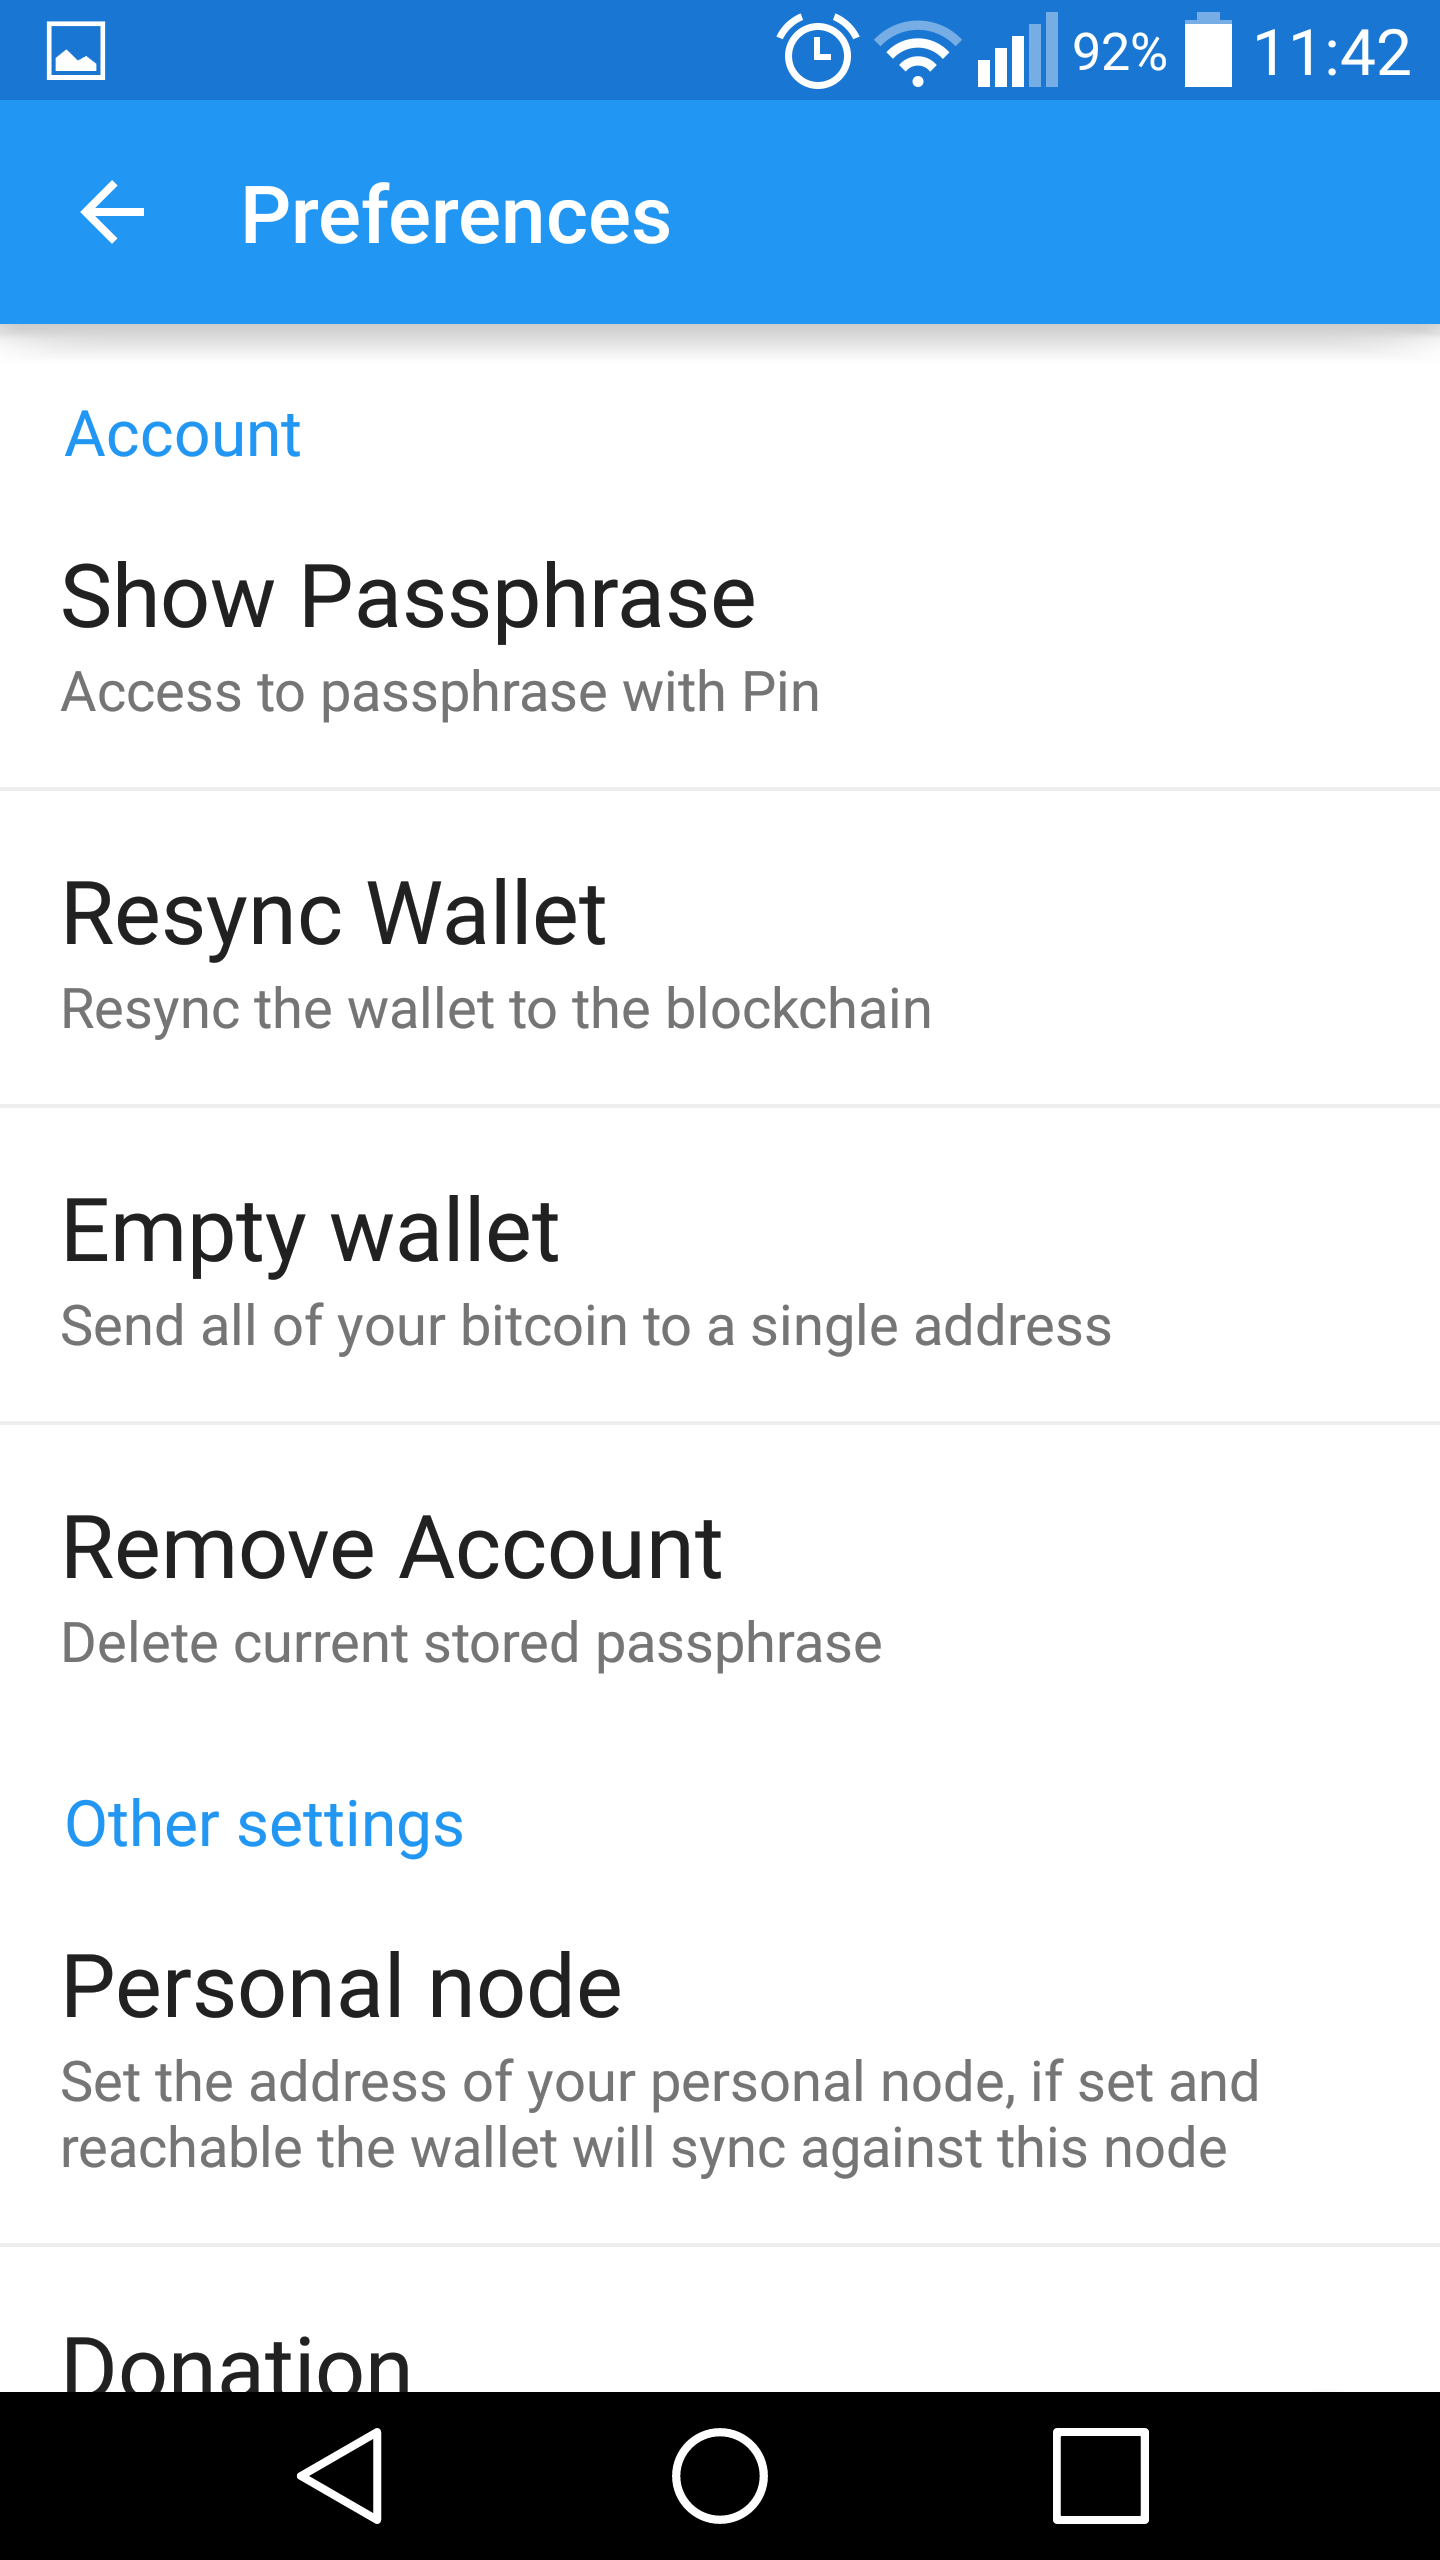 92% 11:42
Preferences
Account
Show Passphrase
Access to passphrase with Pin
Resync Wallet
Resync the wallet to the blockchain
Empty wallet
Send all of your bitcoin to a single address
Remove Account
Delete current stored passphrase
Other settings
Personal node
Set the address of your personal node, if set and
reachable the wallet will sync against this node
Donation